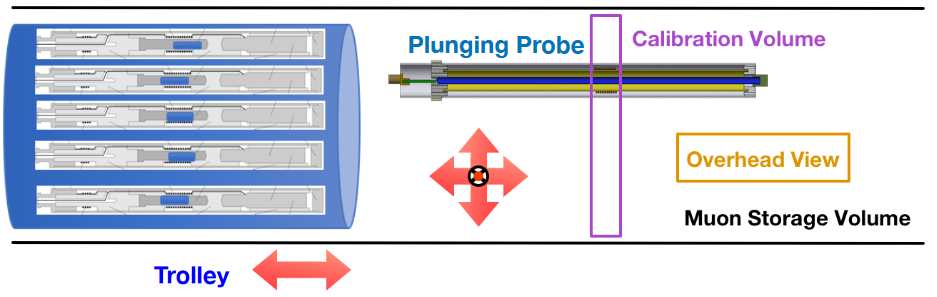 Plunging Probe
Calibration Volume
Overhead View
Muon Storage Volume
Trolley